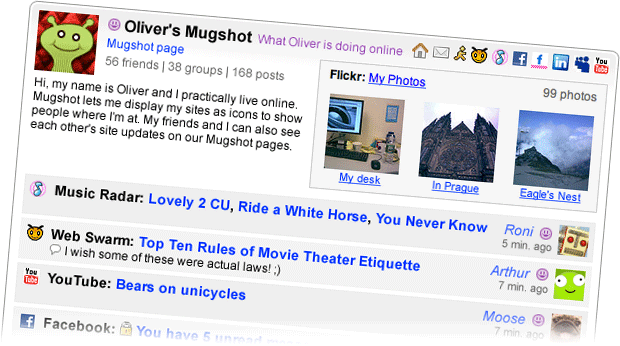 Oliver's Mugshot What Oliver is doing online
Mugshot page
56 friends | 38 groups | 168 posts
Hi, my name is Oliver and I practically live online.
Mugshot lets me display my sites as icons to show
people where I'm at. My friends and I can also see
each other's site updates on our Mugshot pages.
f
f
in
You
Tube
Flickr: My Photos
99 photos
My desk
In Prague
Eagle's Nest
Music Radar: Lovely 2 CU, Ride a White Horse, You Never Know
Roni
5 min. ago
Web Swarm: Top Ten Rules of Movie Theater Etiquette
I wish some of these were actual laws! ;)
Arthur
7 min. ago
You
Tube
YouTube: Bears on unicycles
Moose
7 min. ago
f
Facebook: You have 5 unread